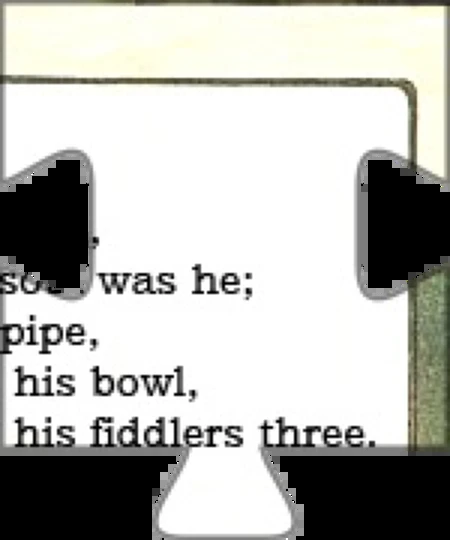 ,
was he;
pipe,
his bowl,
his fiddlers three.